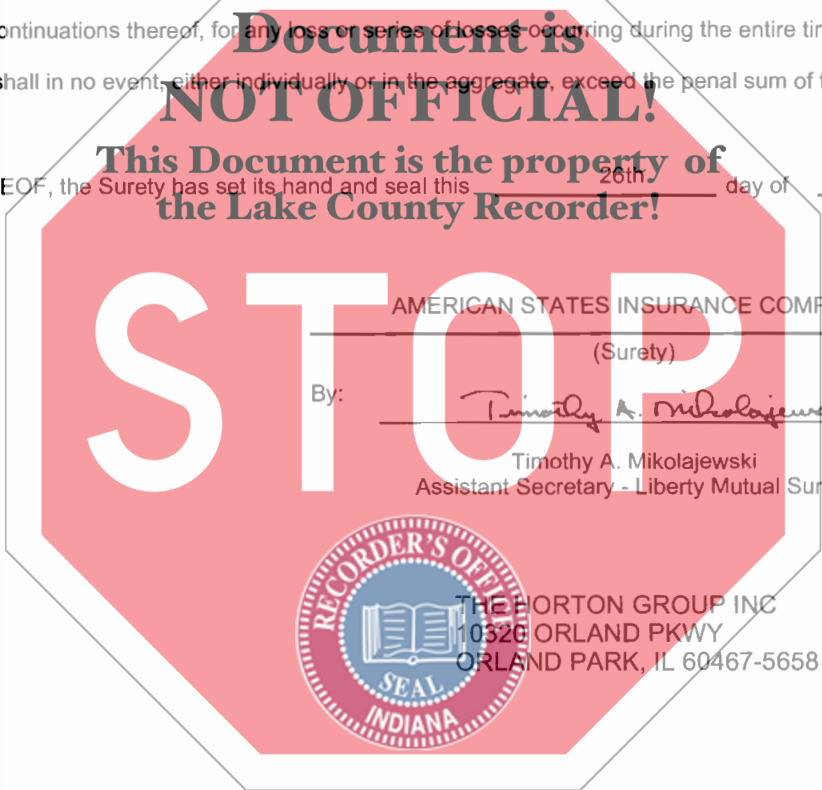 ontinuations thereof, for any loss or series of losses occurring during the entire tim
Document is
shall in no event, either individually or in the aggregate, exceed the penal sum of f
NOT OFFICIAL!
This Document is the property of
EOF, the Surety has set its hand and seal this 26th day of
the Lake County Recorder!
STOP
AMERICAN STATES INSURANCE COMP
(Surety)
By: Timothy A. Mikolajews
Timothy A. Mikolajewski
Assistant Secretary - Liberty Mutual Sur
RECORDER'S OFFICE
THE HORTON GROUP INC
10320 ORLAND PKWY
ORLAND PARK, IL 60467-5658
SEAL
INDIANA